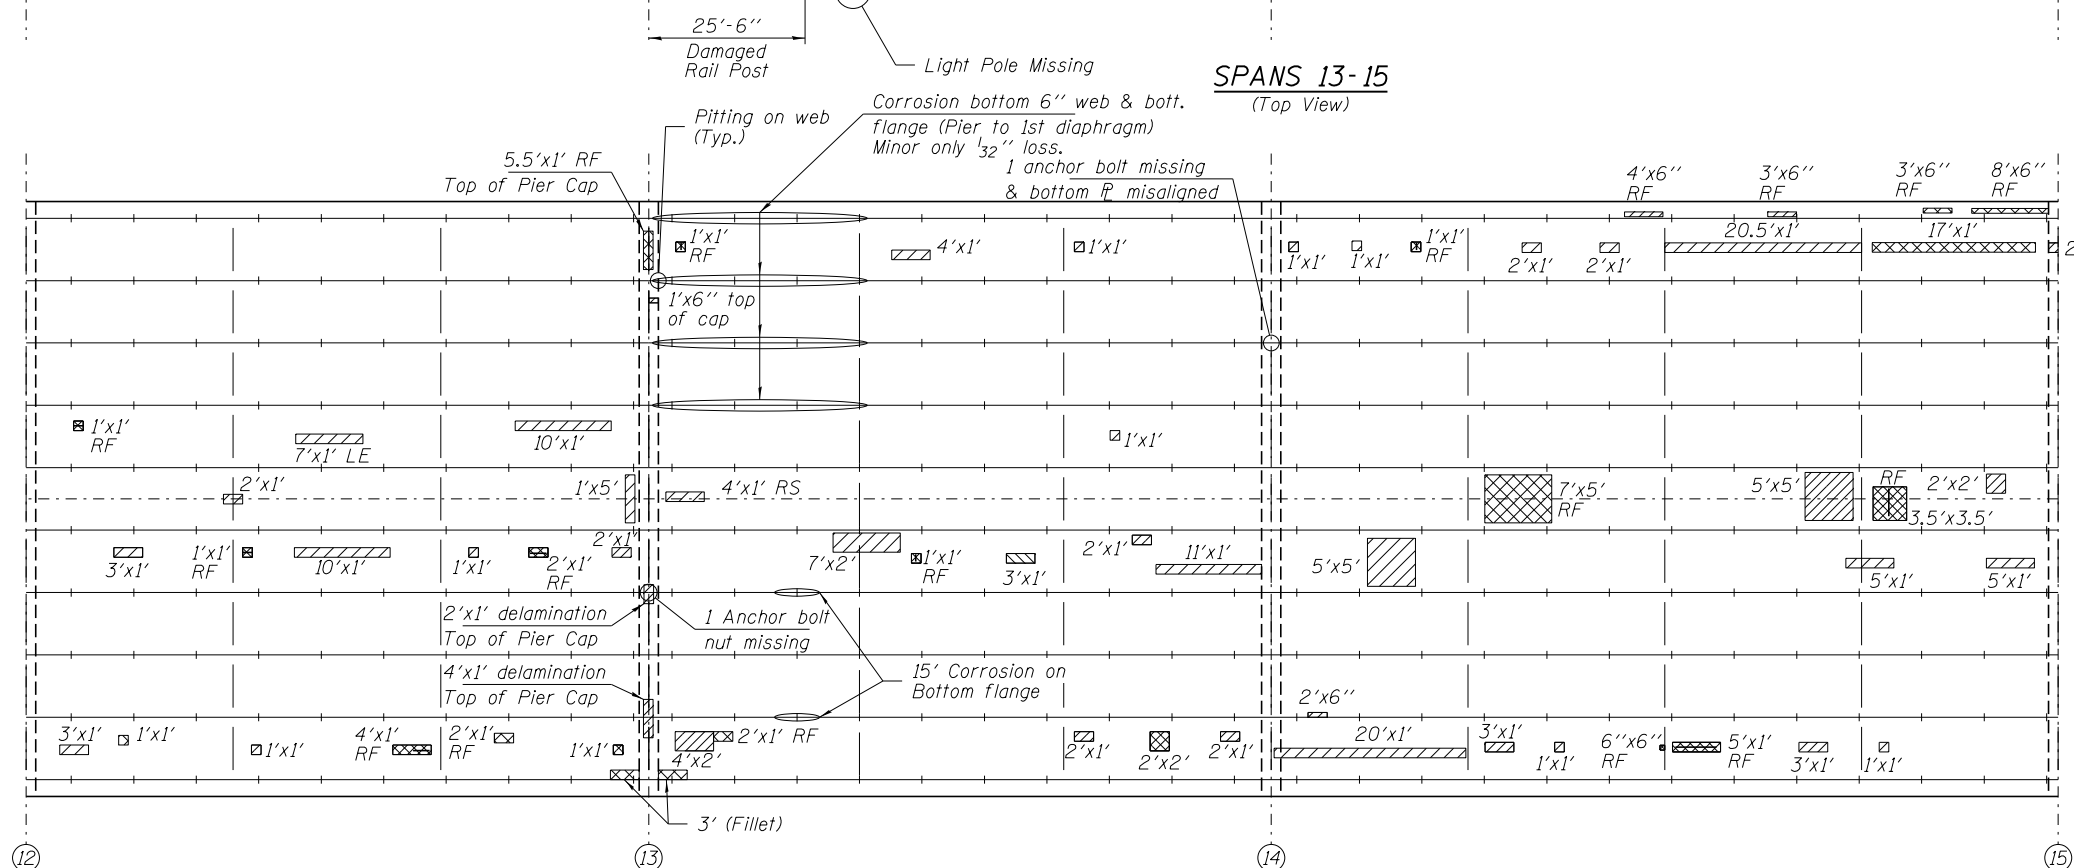 25'-6"
Damaged
Rail Post
Light Pole Missing
SPANS 13-15
(Top View)
Pitting on web
(Typ.)
Corrosion bottom 6" web & bott.
flange (Pier to 1st diaphragm)
Minor only 1/32" loss.
1 anchor bolt missing
& bottom PL misaligned
5.5'x1' RF
Top of Pier Cap
4'x6"
RF
3'x6"
RF
3'x6"
RF
8'x6"
RF
1'x1'
RF
4'x1'
1'x1'
1'x1'
1'x1'
1'x1'
RF
2'x1'
2'x1'
20.5'x1'
17'x1'
1'x6" top
of cap
1'x1'
RF
7'x1' LE
10'x1'
1'x1'
2'x1'
1'x5'
4'x1' RS
7'x5'
RF
5'x5'
RF
3.5'x3.5'
2'x2'
3'x1'
1'x1'
RF
10'x1'
1'x1'
2'x1'
RF
2'x1'
7'x2'
1'x1'
RF
3'x1'
2'x1'
11'x1'
5'x5'
5'x1'
5'x1'
2'x1' delamination
Top of Pier Cap
1 Anchor bolt
nut missing
4'x1' delamination
Top of Pier Cap
15' Corrosion on
Bottom flange
2'x6"
3'x1'
1'x1'
1'x1'
4'x1'
RF
2'x1'
RF
1'x1'
4'x2'
2'x1' RF
2'x1'
2'x2'
2'x1'
20'x1'
3'x1'
1'x1'
6"x6"
RF
5'x1'
RF
3'x1'
1'x1'
3' (Fillet)
12
13
14
15